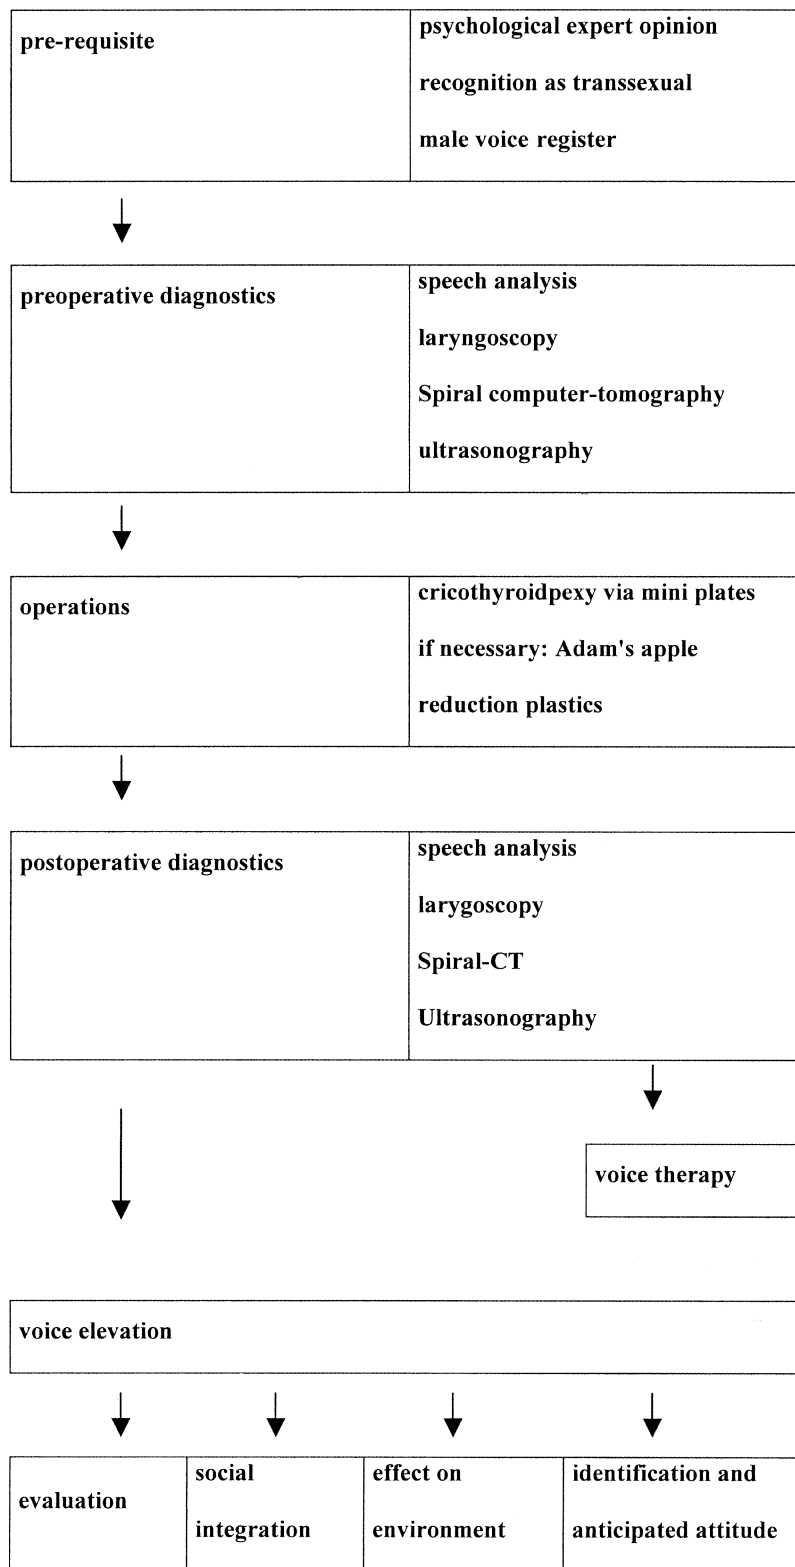 pre-requisite
psychological expert opinion
recognition as transsexual
male voice register
preoperative diagnostics
speech analysis
laryngoscopy
Spiral computer-tomography
ultrasonography
operations
cricothyroidpexy via mini plates
if necessary: Adam's apple
reduction plastics
postoperative diagnostics
speech analysis
larygoscopy
Spiral-CT
Ultrasonography
voice therapy
voice elevation
evaluation
social
integration
effect on
environment
identification and
anticipated attitude